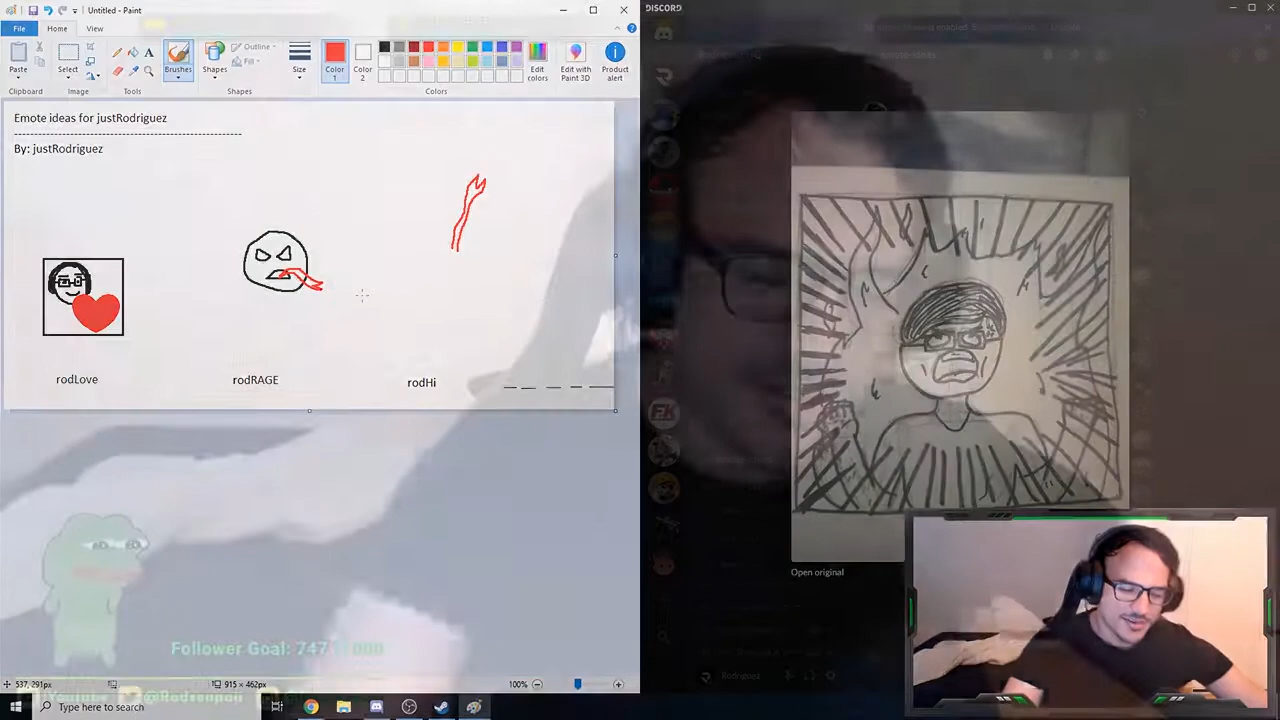 Untitled - Paint
File
Home
View
Paste
Select
Brushes
Shapes
Outline
Fill
Size
Color 1
Color 2
Edit colors
Edit with Paint 3D
Product alert
Clipboard
Image
Tools
Shapes
Colors
Emote ideas for justRodriguez
By: justRodriguez
rodLove
rodRAGE
rodHi
Follower Goal: 747
537, 291px
915 × 462px
100%
Type here to search
DISCORD
Open original
Rodriguez